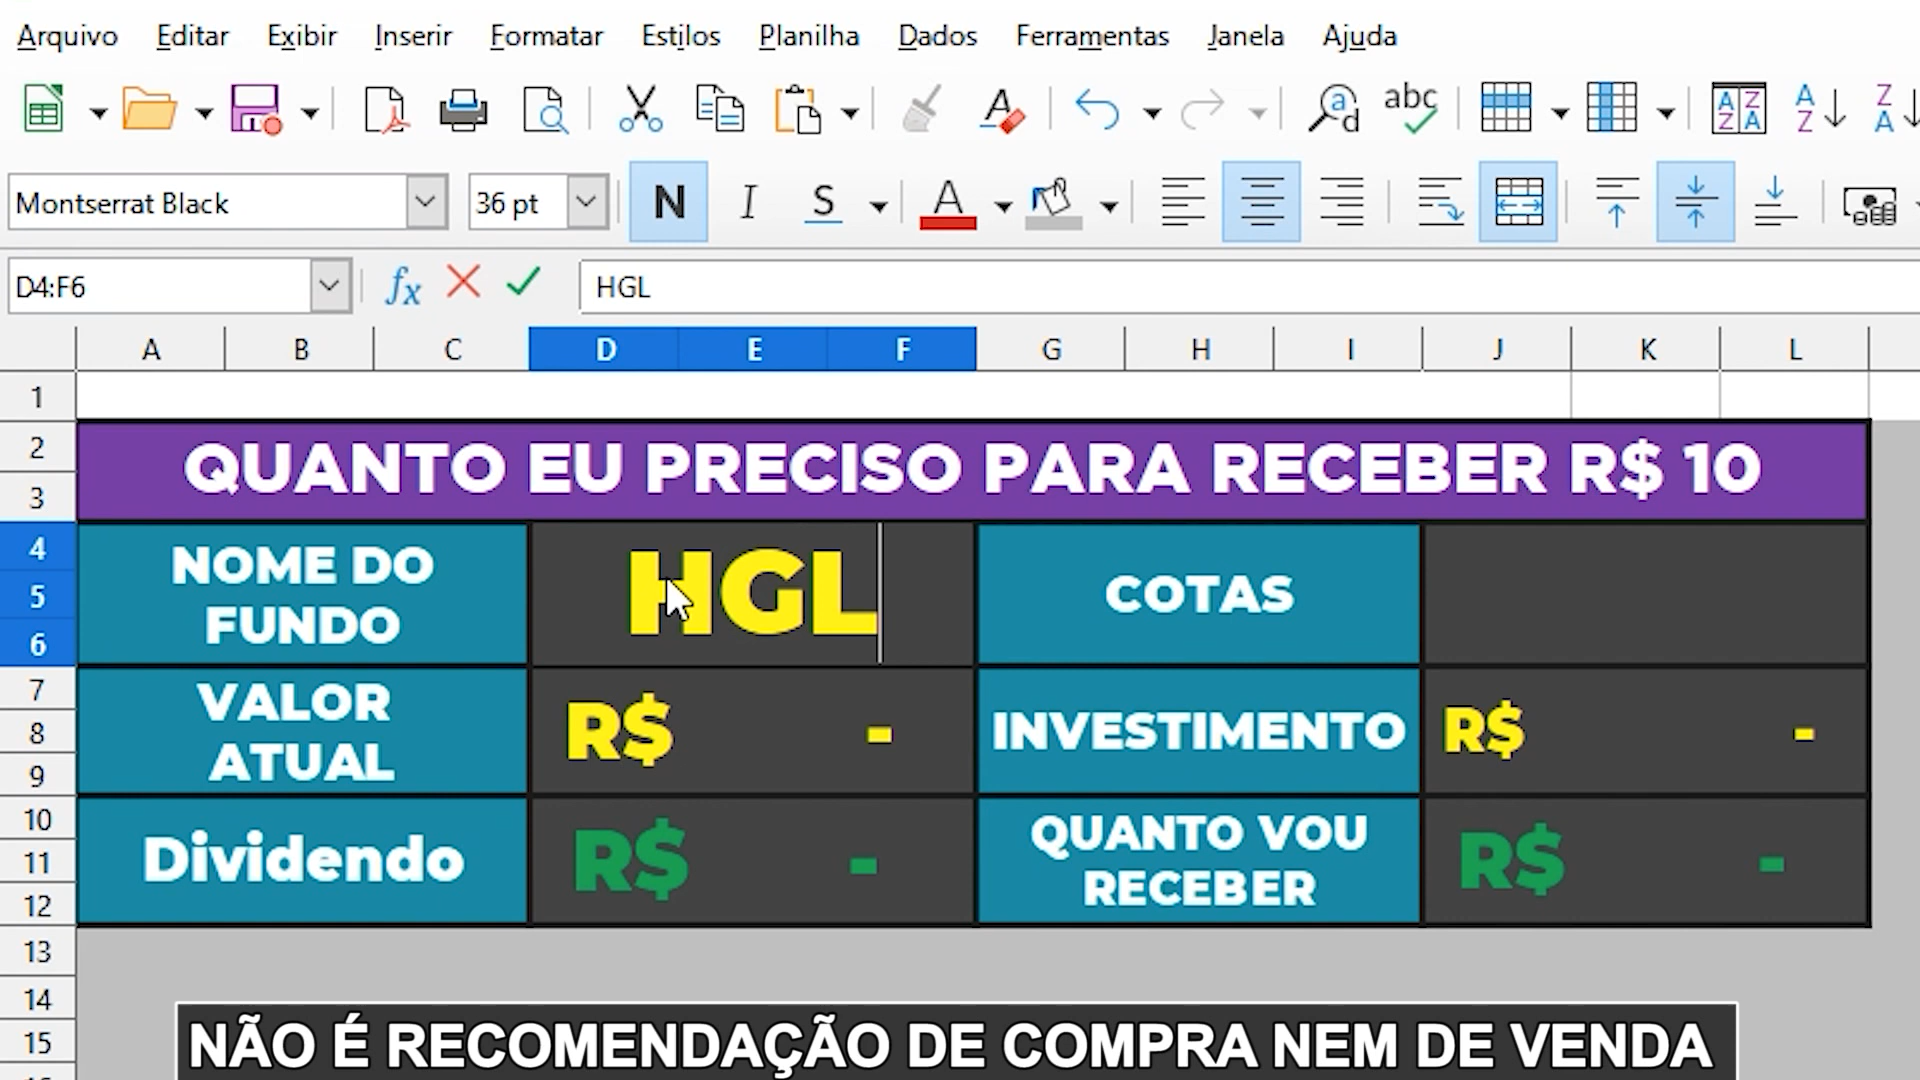 Arquivo Editar Exibir Inserir Formatar Estilos Planilha Dados Ferramentas Janela Ajuda
Montserrat Black 36 pt N I S A
D4:F6 fx HGL
A B C D E F G H I J K L
1
2
3
QUANTO EU PRECISO PARA RECEBER R$ 10
4
5
6
NOME DO
FUNDO
HGL
COTAS
7
8
9
VALOR
ATUAL
R$ -
INVESTIMENTO
R$ -
10
11
12
Dividendo
R$ -
QUANTO VOU
RECEBER
R$ -
13
14
15
NÃO É RECOMENDAÇÃO DE COMPRA NEM DE VENDA